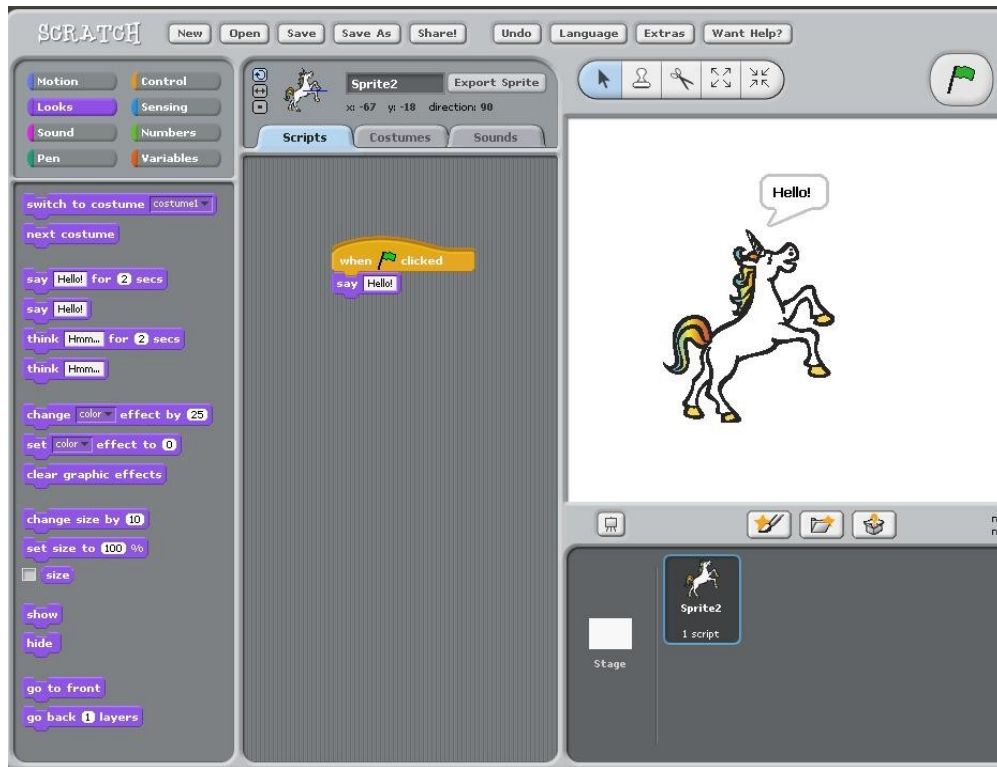 SCRATCH New Open Save Save As Share! Undo Language Extras Want Help?
Motion Control
Looks Sensing
Sound Numbers
Pen Variables
switch to costume costume1
next costume
say Hello! for 2 secs
say Hello!
think Hmm... for 2 secs
think Hmm...
change color effect by 25
set color effect to 0
clear graphic effects
change size by 10
set size to 100 %
size
show
hide
go to front
go back 1 layers
Sprite2 Export Sprite
x: -67 y: -18 direction: 90
Scripts Costumes Sounds
when clicked
say Hello!
Hello!
Sprite2
1 script
Stage